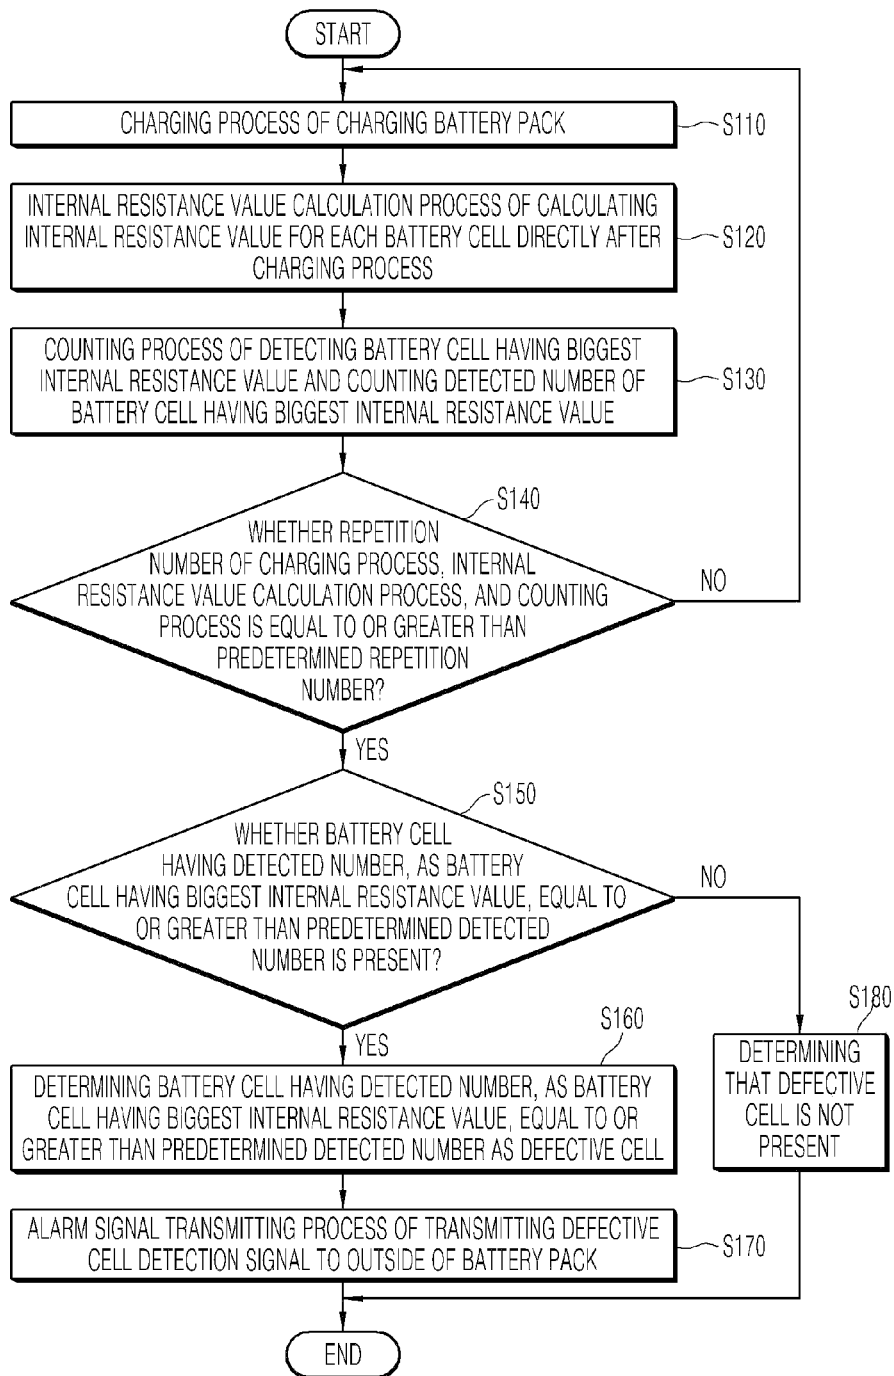 START
CHARGING PROCESS OF CHARGING BATTERY PACK
S110
INTERNAL RESISTANCE VALUE CALCULATION PROCESS OF CALCULATING
INTERNAL RESISTANCE VALUE FOR EACH BATTERY CELL DIRECTLY AFTER
CHARGING PROCESS
S120
COUNTING PROCESS OF DETECTING BATTERY CELL HAVING BIGGEST
INTERNAL RESISTANCE VALUE AND COUNTING DETECTED NUMBER OF
BATTERY CELL HAVING BIGGEST INTERNAL RESISTANCE VALUE
S130
S140
WHETHER REPETITION
NUMBER OF CHARGING PROCESS, INTERNAL
RESISTANCE VALUE CALCULATION PROCESS, AND COUNTING
PROCESS IS EQUAL TO OR GREATER THAN
PREDETERMINED REPETITION
NUMBER?
NO
YES
S150
WHETHER BATTERY CELL
HAVING DETECTED NUMBER, AS BATTERY
CELL HAVING BIGGEST INTERNAL RESISTANCE VALUE, EQUAL TO
OR GREATER THAN PREDETERMINED DETECTED
NUMBER IS PRESENT?
NO
YES
S160
DETERMINING BATTERY CELL HAVING DETECTED NUMBER, AS BATTERY
CELL HAVING BIGGEST INTERNAL RESISTANCE VALUE, EQUAL TO OR
GREATER THAN PREDETERMINED DETECTED NUMBER AS DEFECTIVE CELL
S180
DETERMINING
THAT DEFECTIVE
CELL IS NOT
PRESENT
ALARM SIGNAL TRANSMITTING PROCESS OF TRANSMITTING DEFECTIVE
CELL DETECTION SIGNAL TO OUTSIDE OF BATTERY PACK
S170
END